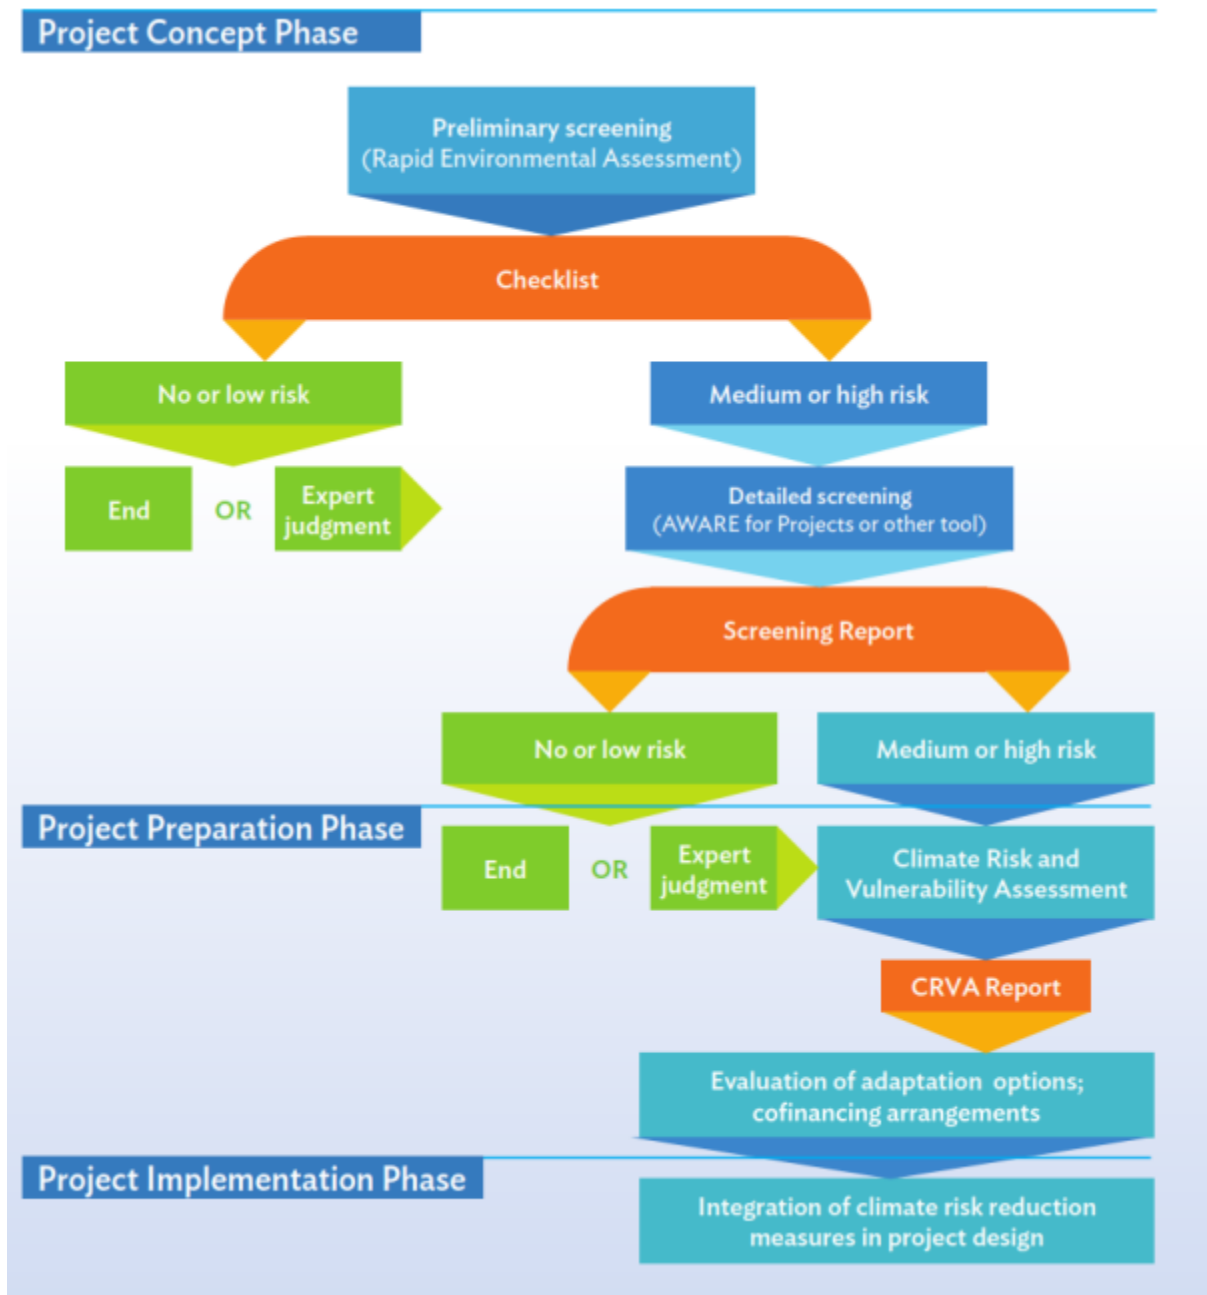 Project Concept Phase
Preliminary screening
(Rapid Environmental Assessment)
Checklist
No or low risk
Medium or high risk
End
OR
Expert
judgment
Detailed screening
(AWARE for Projects or other tool)
Screening Report
No or low risk
Medium or high risk
Project Preparation Phase
End
OR
Expert
judgment
Climate Risk and
Vulnerability Assessment
CRVA Report
Evaluation of adaptation options;
cofinancing arrangements
Project Implementation Phase
Integration of climate risk reduction
measures in project design